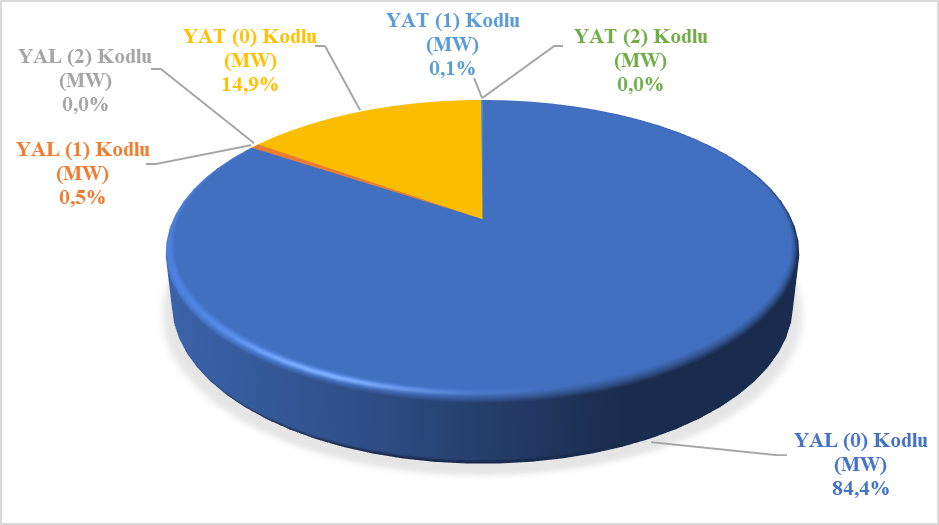 YAT (1) Kodlu
(MW)
0,1%
YAT (0) Kodlu
(MW)
14,9%
YAT (2) Kodlu
(MW)
0,0%
YAL (2) Kodlu
(MW)
0,0%
YAL (1) Kodlu
(MW)
0,5%
YAL (0) Kodlu
(MW)
84,4%